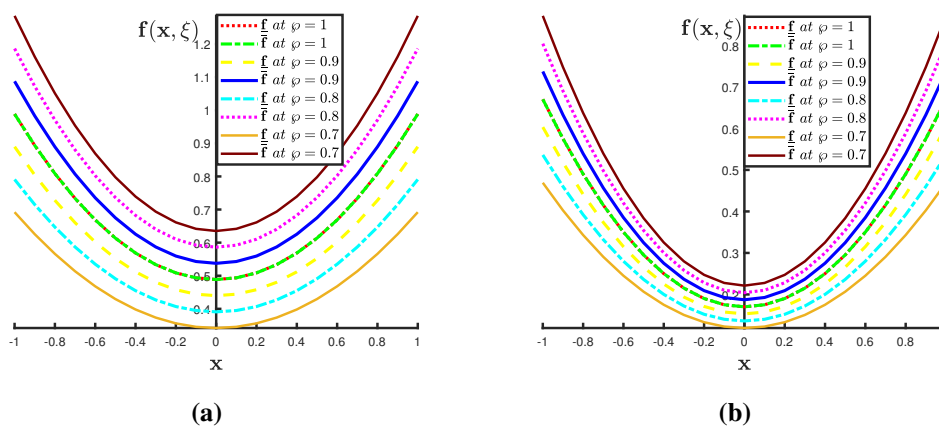 f(x, ξ)
1.2
1.1
1
0.9
0.8
0.7
0.6
0.5
0.4
-1 -0.8 -0.6 -0.4 -0.2 0 0.2 0.4 0.6 0.8 1
x
f at ℘ = 1
f̄ at ℘ = 1
f at ℘ = 0.9
f̄ at ℘ = 0.9
f at ℘ = 0.8
f̄ at ℘ = 0.8
f at ℘ = 0.7
f̄ at ℘ = 0.7
(a)
f(x, ξ)
0.8
0.7
0.6
0.5
0.4
0.3
0.2
-1 -0.8 -0.6 -0.4 -0.2 0 0.2 0.4 0.6 0.8
x
f at ℘ = 1
f̄ at ℘ = 1
f at ℘ = 0.9
f̄ at ℘ = 0.9
f at ℘ = 0.8
f̄ at ℘ = 0.8
f at ℘ = 0.7
f̄ at ℘ = 0.7
(b)